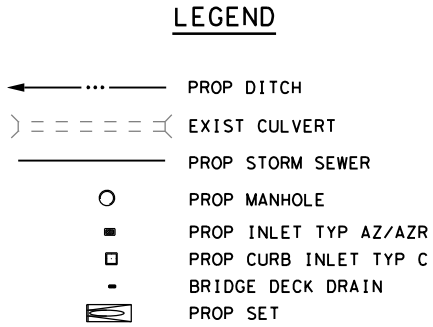 LEGEND
PROP DITCH
EXIST CULVERT
PROP STORM SEWER
PROP MANHOLE
PROP INLET TYP AZ/AZR
PROP CURB INLET TYP C
BRIDGE DECK DRAIN
PROP SET